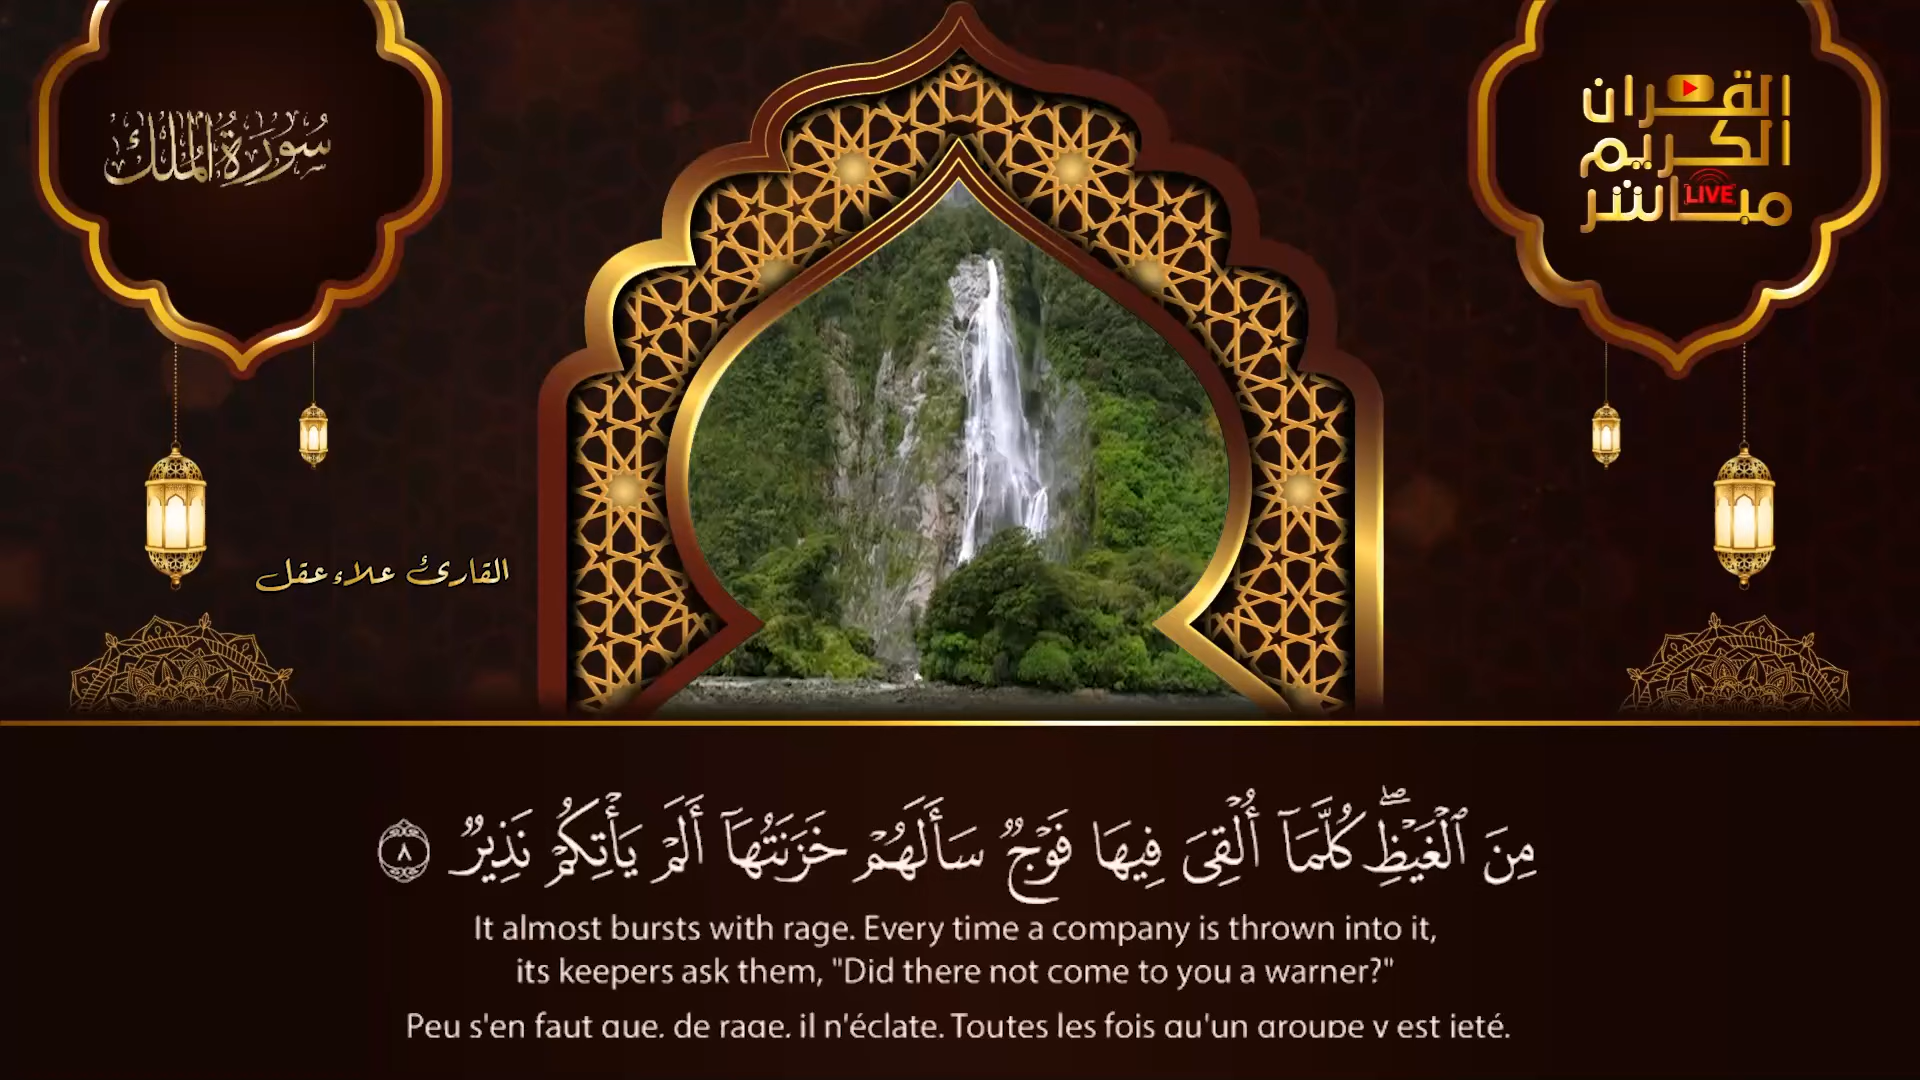 سُورَةُ المُلك
القرآن
الكريم
مباشر
LIVE
القارئ علاء عقل
مِنَ ٱلْغَيْظِ ۖ كُلَّمَآ أُلْقِىَ فِيهَا فَوْجٌ سَأَلَهُمْ خَزَنَتُهَآ أَلَمْ يَأْتِكُمْ نَذِيرٌ ٨
It almost bursts with rage. Every time a company is thrown into it,
its keepers ask them, "Did there not come to you a warner?"
Peu s'en faut que, de rage, il n'éclate. Toutes les fois qu'un groupe y est jeté,